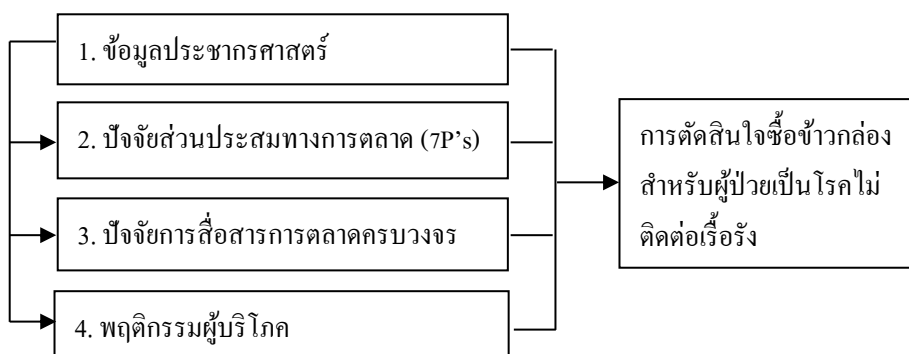 1. ข้อมูลประชากรศาสตร์
2. ปัจจัยส่วนประสมทางการตลาด (7P’s)
3. ปัจจัยการสื่อสารการตลาดครบวงจร
4. พฤติกรรมผู้บริโภค
การตัดสินใจซื้อข้าวกล่อง
สำหรับผู้ป่วยเป็นโรคไม่
ติดต่อเรื้อรัง